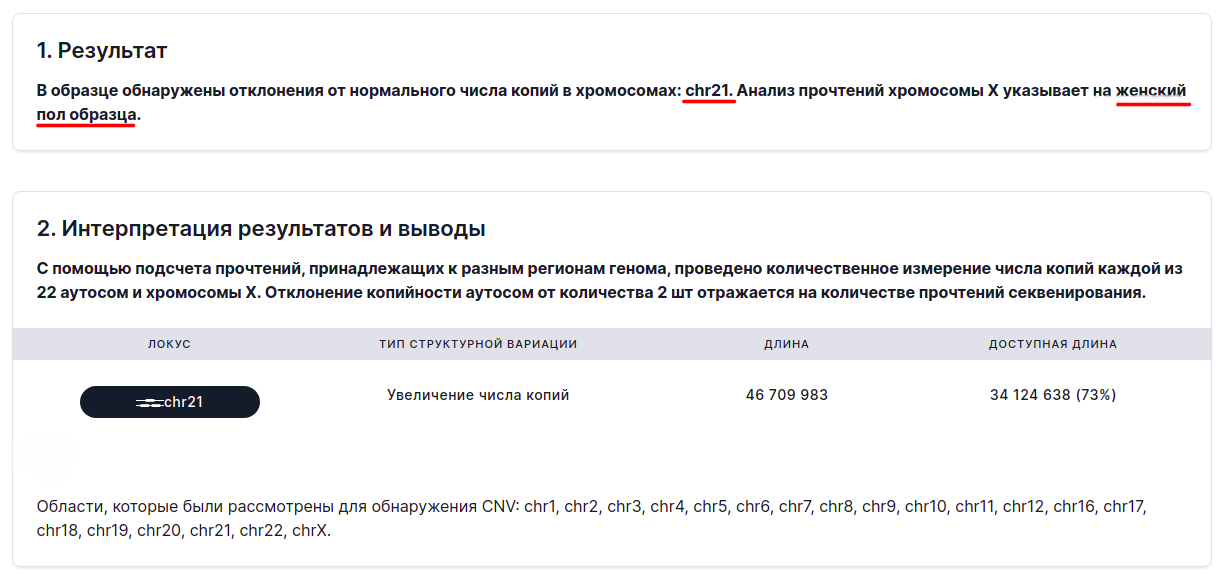 1. Результат
В образце обнаружены отклонения от нормального числа копий в хромосомах: chr21. Анализ прочтений хромосомы X указывает на женский
пол образца.
2. Интерпретация результатов и выводы
С помощью подсчета прочтений, принадлежащих к разным регионам генома, проведено количественное измерение числа копий каждой из
22 аутосом и хромосомы X. Отклонение копийности аутосом от количества 2 шт отражается на количестве прочтений секвенирования.
ЛОКУС ТИП СТРУКТУРНОЙ ВАРИАЦИИ ДЛИНА ДОСТУПНАЯ ДЛИНА
chr21 Увеличение числа копий 46 709 983 34 124 638 (73%)
Области, которые были рассмотрены для обнаружения CNV: chr1, chr2, chr3, chr4, chr5, chr6, chr7, chr8, chr9, chr10, chr11, chr12, chr16, chr17,
chr18, chr19, chr20, chr21, chr22, chrX.